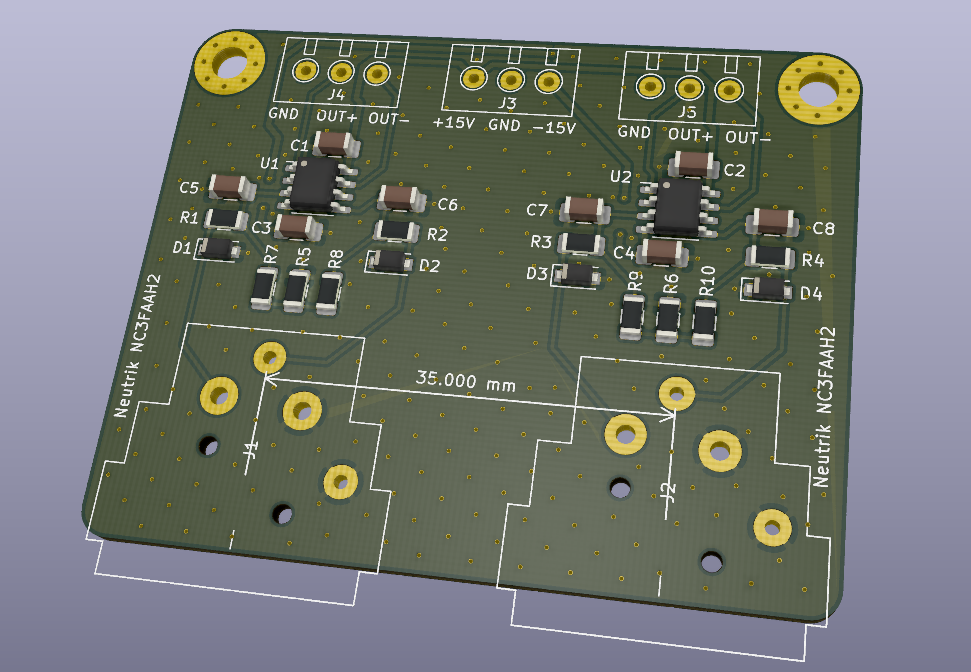 J4
J3
J5
GND OUT+ OUT-
+15V GND -15V
GND OUT+ OUT-
C1
U1
C5
R1
C3
D1
C6
R2
D2
R7
R5
R8
C2
U2
C7
R3
C4
D3
C8
R4
D4
R9
R6
R10
Neutrik NC3FAAH2
35.000 mm
Neutrik NC3FAAH2
J1
J2